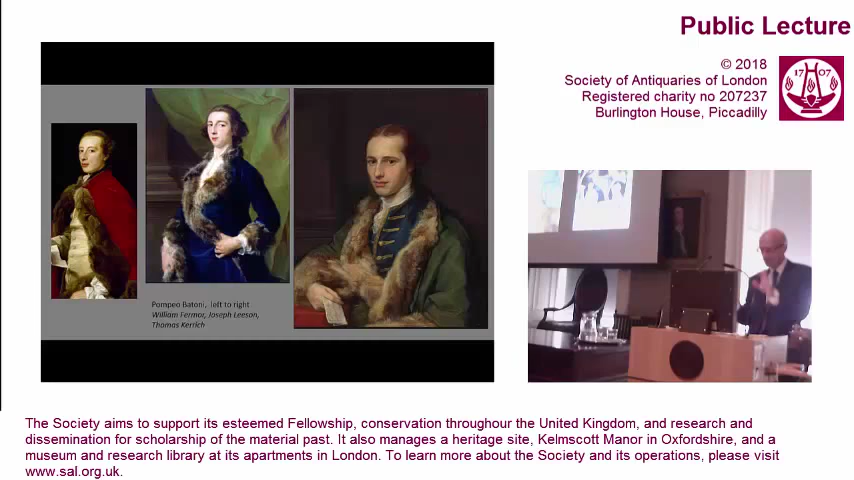 Public Lecture
© 2018
Society of Antiquaries of London
Registered charity no 207237
Burlington House, Piccadilly
17 07
Pompeo Batoni, left to right
William Fermor, Joseph Leeson,
Thomas Kerrich
The Society aims to support its esteemed Fellowship, conservation throughour the United Kingdom, and research and
dissemination for scholarship of the material past. It also manages a heritage site, Kelmscott Manor in Oxfordshire, and a
museum and research library at its apartments in London. To learn more about the Society and its operations, please visit
www.sal.org.uk.